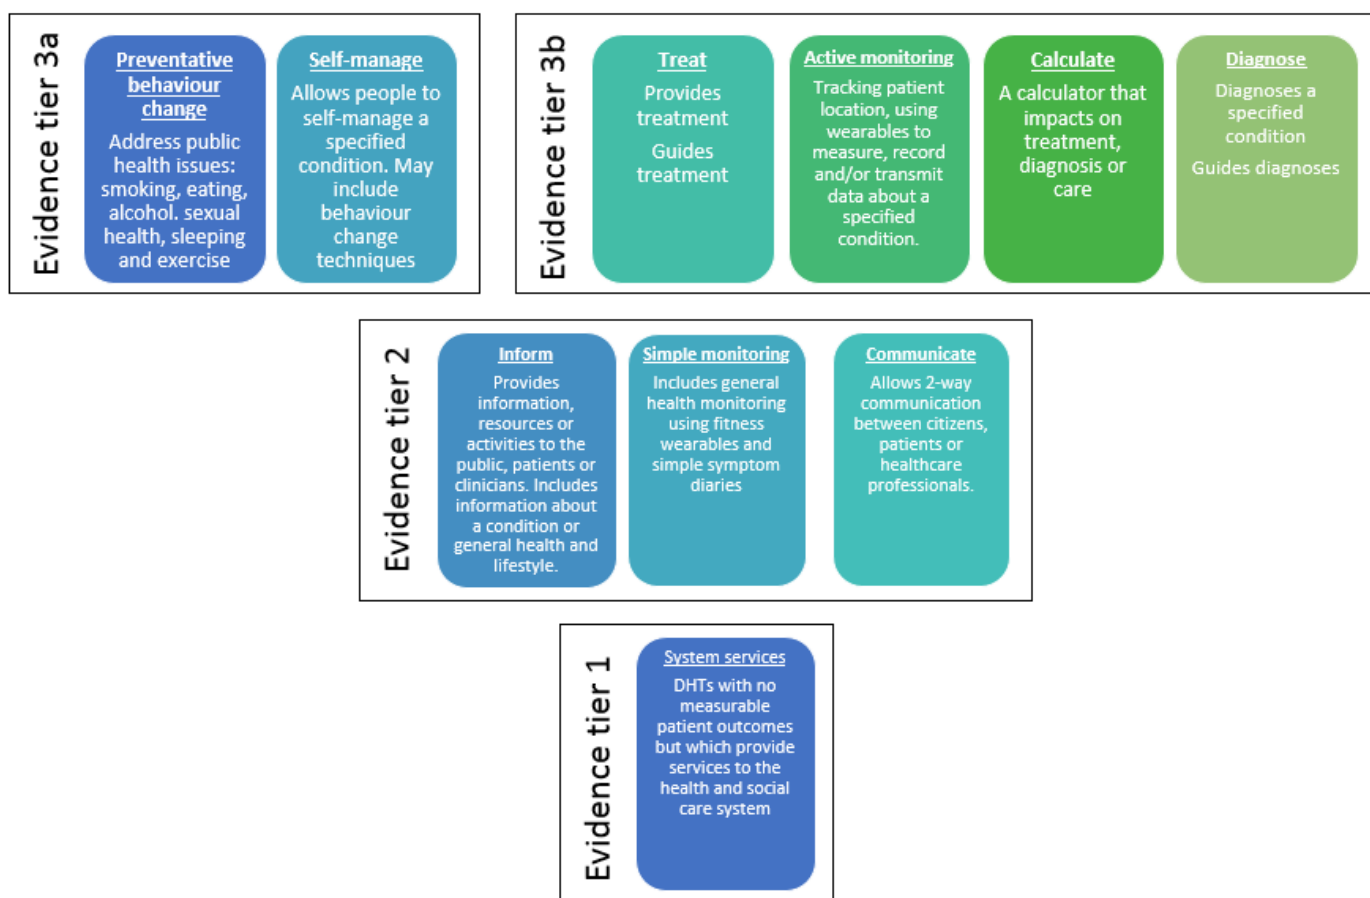 Evidence tier 3a
Preventative
behaviour
change
Address public
health issues:
smoking, eating,
alcohol. sexual
health, sleeping
and exercise
Self-manage
Allows people to
self-manage a
specified
condition. May
include
behaviour
change
techniques
Evidence tier 3b
Treat
Provides
treatment
Guides
treatment
Active monitoring
Tracking patient
location, using
wearables to
measure, record
and/or transmit
data about a
specified
condition.
Calculate
A calculator that
impacts on
treatment,
diagnosis or
care
Diagnose
Diagnoses a
specified
condition
Guides diagnoses
Evidence tier 2
Inform
Provides
information,
resources or
activities to the
public, patients or
clinicians. Includes
information about
a condition or
general health and
lifestyle.
Simple monitoring
Includes general
health monitoring
using fitness
wearables and
simple symptom
diaries
Communicate
Allows 2-way
communication
between citizens,
patients or
healthcare
professionals.
Evidence tier 1
System services
DHTs with no
measurable
patient outcomes
but which provide
services to the
health and social
care system